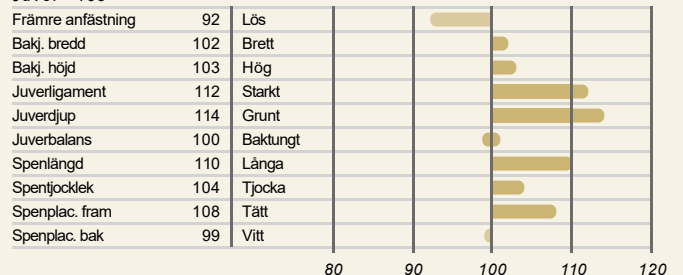 Främre anfästning 92 Lös
Bakj. bredd 102 Brett
Bakj. höjd 103 Hög
Juverligament 112 Starkt
Juverdjup 114 Grunt
Juverbalans 100 Baktungt
Spenlängd 110 Långa
Spentjocklek 104 Tjocka
Spenplac. fram 108 Tätt
Spenplac. bak 99 Vitt
80 90 100 110 120